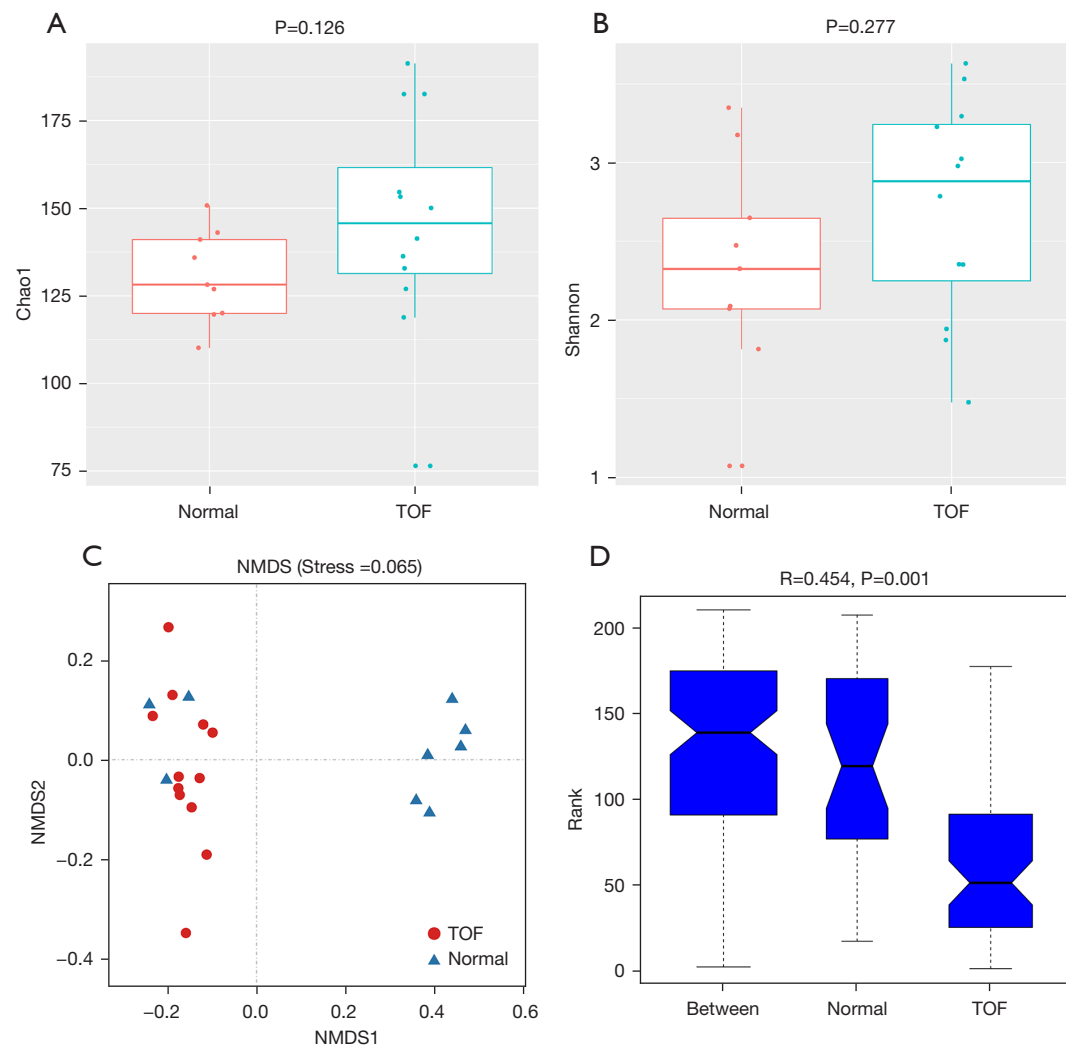 A
P=0.126
Chao1
175
150
125
100
75
Normal
TOF
B
P=0.277
Shannon
3
2
1
Normal
TOF
C
NMDS (Stress =0.065)
NMDS2
0.2
0.0
−0.2
−0.4
TOF
Normal
−0.2
0.0
0.2
0.4
0.6
NMDS1
D
R=0.454, P=0.001
Rank
200
150
100
50
0
Between
Normal
TOF